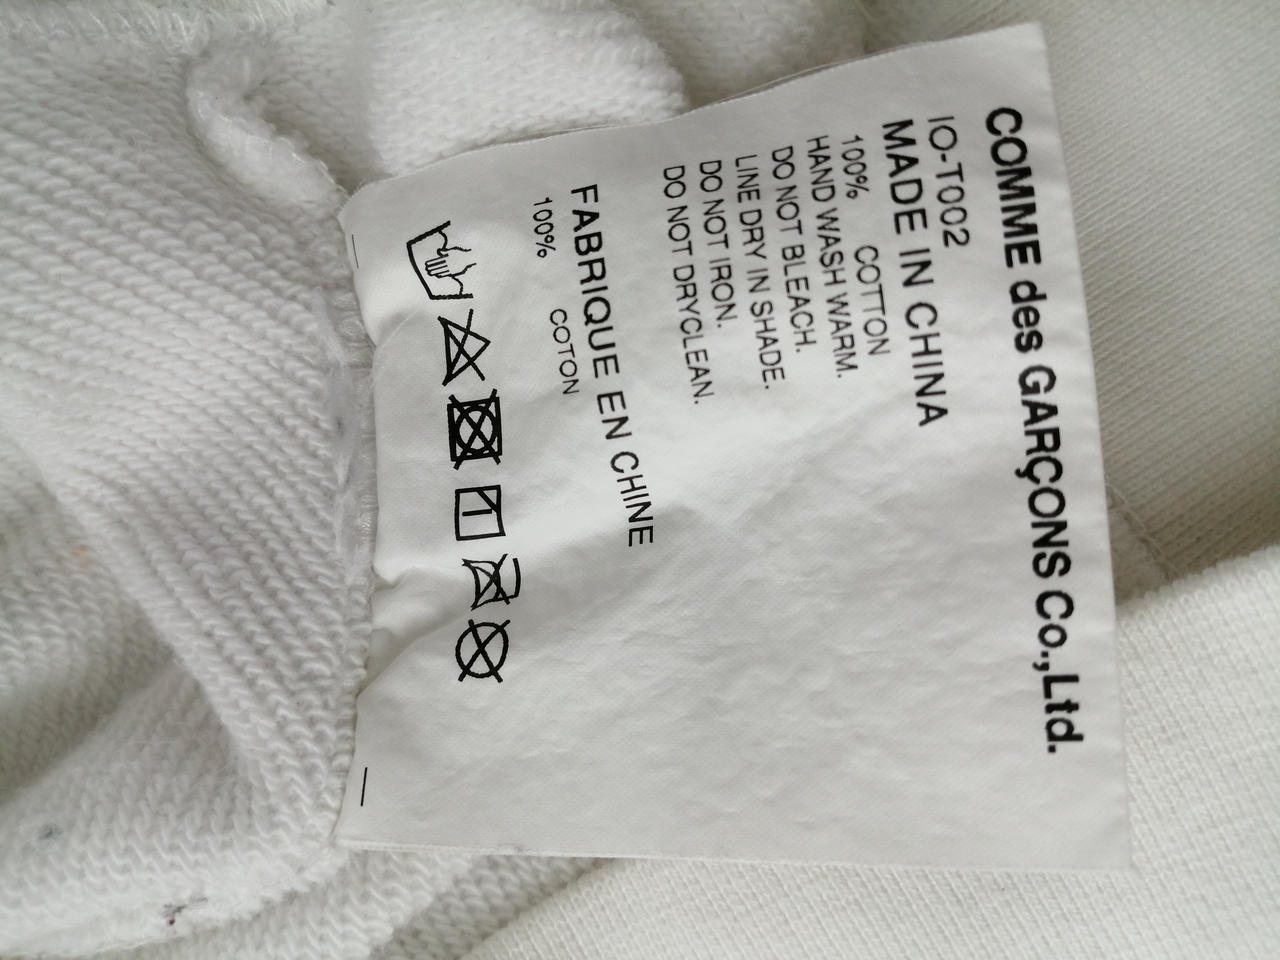 COMME des GARÇONS Co.,Ltd.
IO-T002
MADE IN CHINA
100% COTTON
HAND WASH WARM.
DO NOT BLEACH.
LINE DRY IN SHADE.
DO NOT IRON.
DO NOT DRYCLEAN.
FABRIQUE EN CHINE
100% COTON